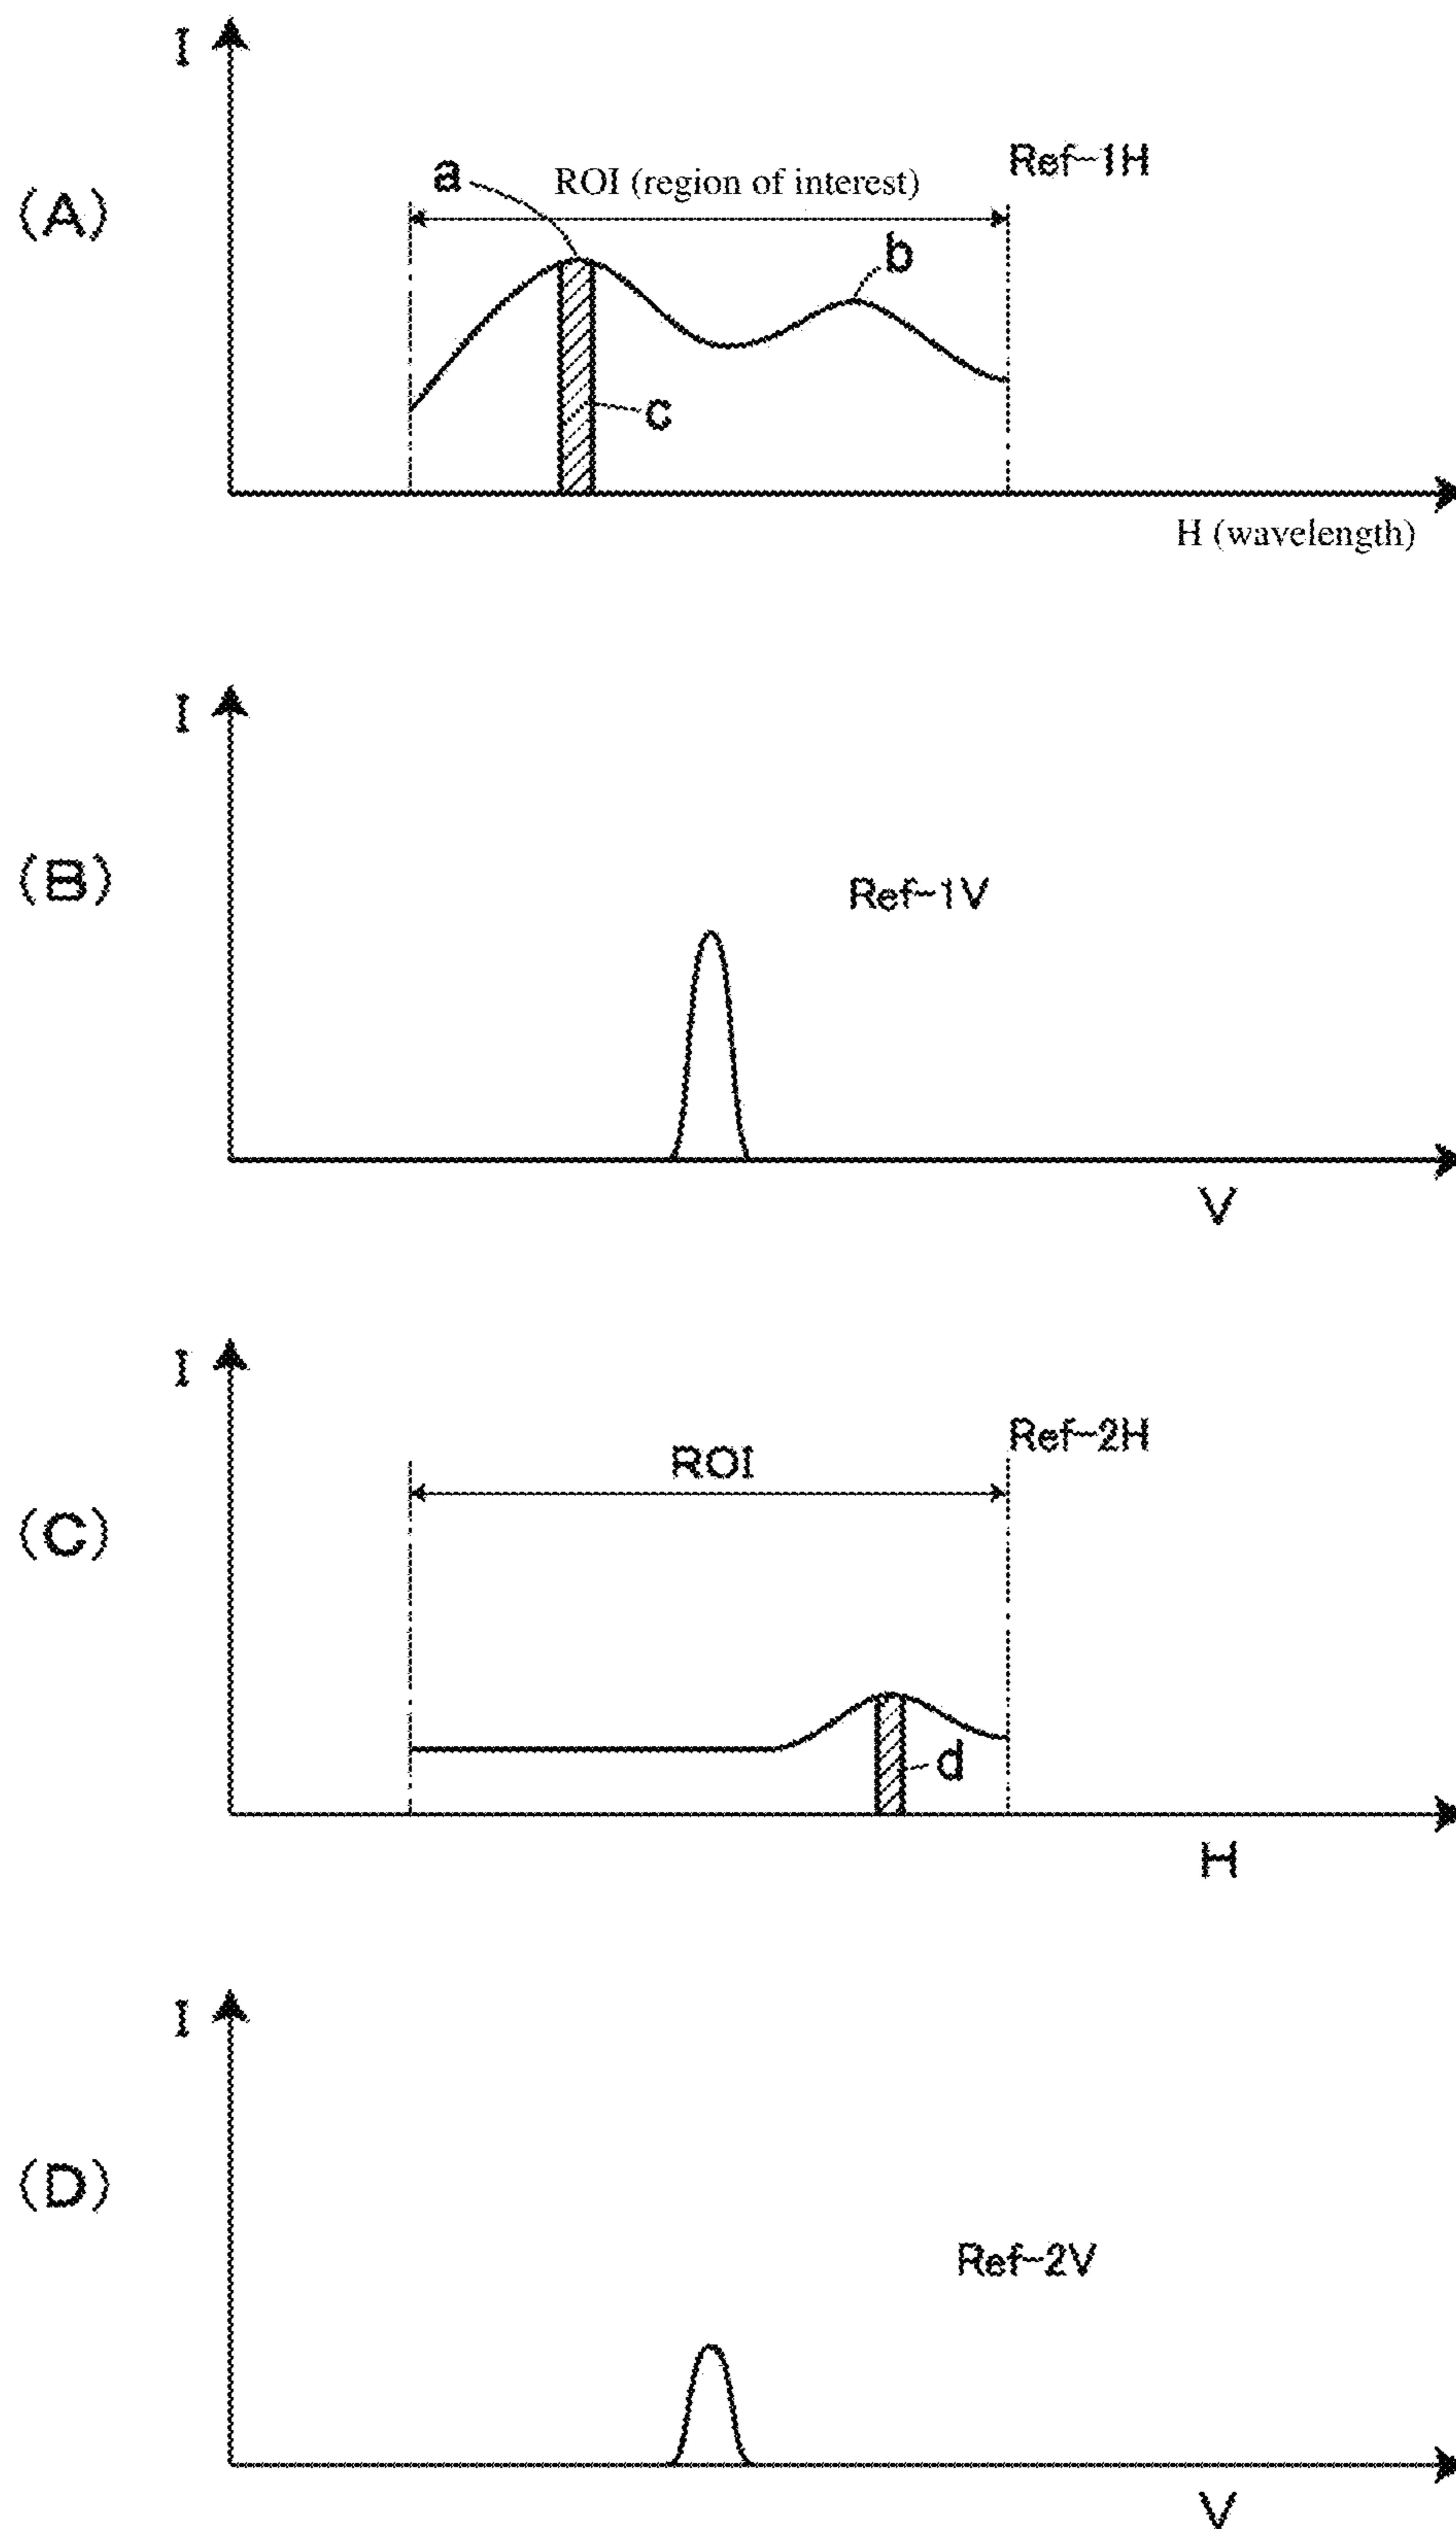 I
(A)
a
ROI (region of interest)
Ref-1H
b
c
H (wavelength)
I
(B)
Ref-1V
V
I
(C)
ROI
Ref-2H
d
H
I
(D)
Ref-2V
V